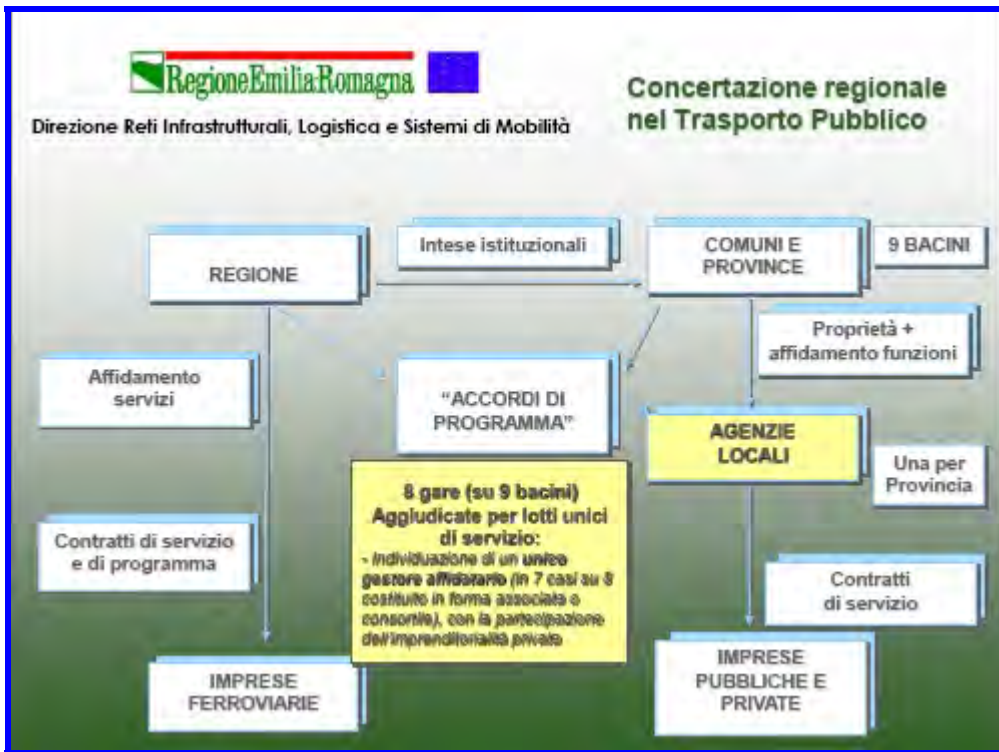 RegioneEmilia-Romagna
Direzione Reti Infrastrutturali, Logistica e Sistemi di Mobilità
Concertazione regionale
nel Trasporto Pubblico
REGIONE
Intese istituzionali
COMUNI E
PROVINCE
9 BACINI
Proprietà +
affidamento funzioni
Affidamento
servizi
“ACCORDI DI
PROGRAMMA”
AGENZIE
LOCALI
Una per
Provincia
8 gare (su 9 bacini)
Aggiudicate per lotti unici
di servizio:
- Individuazione di un unico
gestore affidatario (in 7 casi su 8
costituito in forma associata o
consortile), con la partecipazione
dell'imprenditorialità privata
Contratti di servizio
e di programma
Contratti
di servizio
IMPRESE
FERROVIARIE
IMPRESE
PUBBLICHE E
PRIVATE